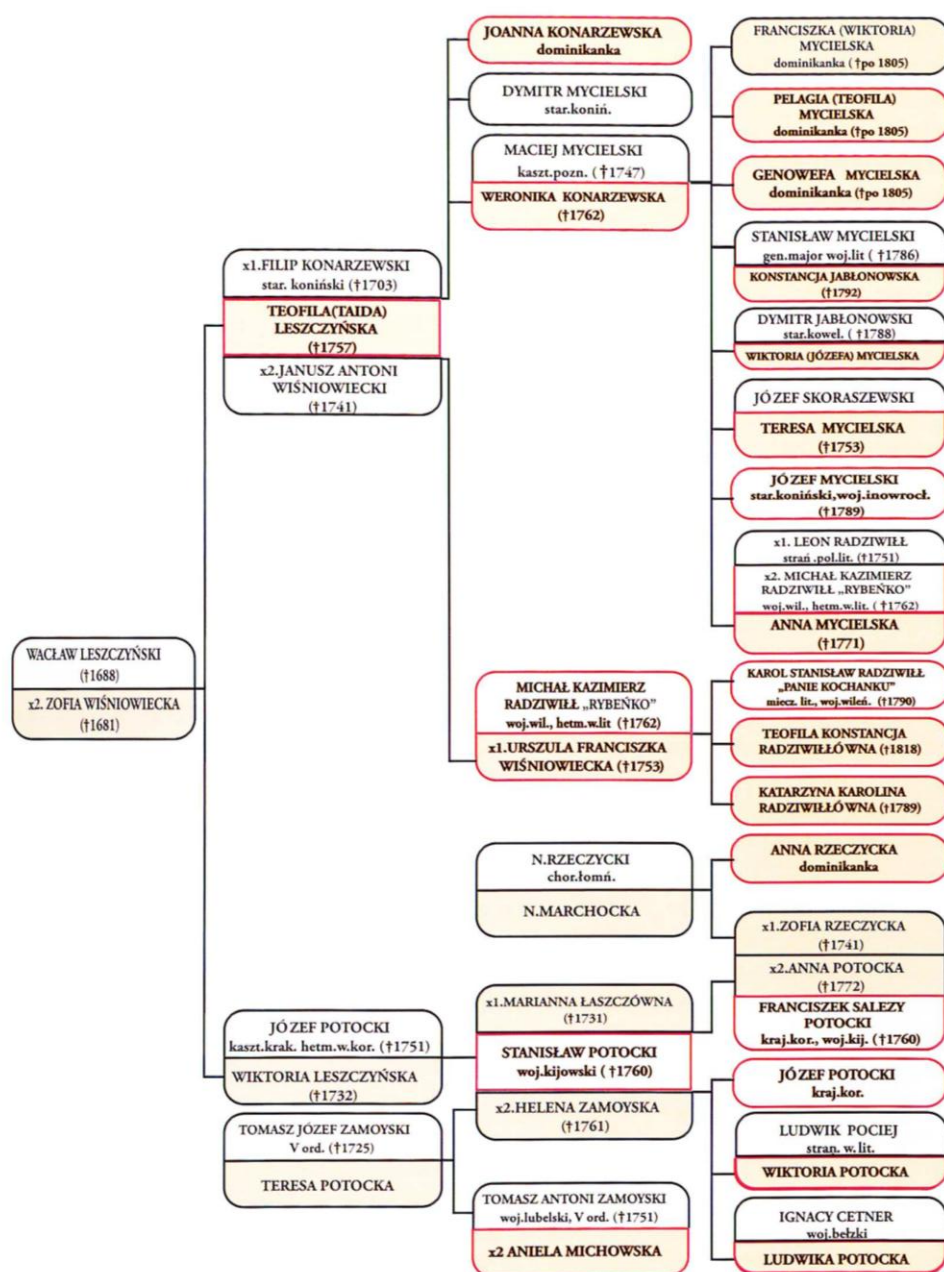 WACŁAW LESZCZYŃSKI
(†1688)
x2. ZOFIA WIŚNIOWIECKA
(†1681)
x1.FILIP KONARZEWSKI
star. koniński (†1703)
TEOFILA(TAIDA)
LESZCZYŃSKA
(†1757)
x2.JANUSZ ANTONI
WIŚNIOWIECKI
(†1741)
JÓZEF POTOCKI
kaszt.krak. hetm.w.kor. (†1751)
WIKTORIA LESZCZYŃSKA
(†1732)
TOMASZ JÓZEF ZAMOYSKI
V ord. (†1725)
TERESA POTOCKA
JOANNA KONARZEWSKA
dominikanka
DYMITR MYCIELSKI
star.koniń.
MACIEJ MYCIELSKI
kaszt.pozn. (†1747)
WERONIKA KONARZEWSKA
(†1762)
MICHAŁ KAZIMIERZ
RADZIWIŁŁ „RYBEŃKO”
woj.wil., hetm.w.lit (†1762)
x1.URSZULA FRANCISZKA
WIŚNIOWIECKA (†1753)
N.RZECZYCKI
chor.łomń.
N.MARCHOCKA
x1.MARIANNA ŁASZCZÓWNA
(†1731)
STANISŁAW POTOCKI
woj.kijowski (†1760)
x2.HELENA ZAMOYSKA
(†1761)
TOMASZ ANTONI ZAMOYSKI
woj.lubelski, V ord. (†1751)
x2 ANIELA MICHOWSKA
FRANCISZKA (WIKTORIA)
MYCIELSKA
dominikanka (†po 1805)
PELAGIA (TEOFILA)
MYCIELSKA
dominikanka (†po 1805)
GENOWEFA MYCIELSKA
dominikanka (†po 1805)
STANISŁAW MYCIELSKI
gen.major woj.lit (†1786)
KONSTANCJA JABŁONOWSKA
(†1792)
DYMITR JABŁONOWSKI
star.kowel. (†1788)
WIKTORIA (JÓZEFA) MYCIELSKA
JÓZEF SKORASZEWSKI
TERESA MYCIELSKA
(†1753)
JÓZEF MYCIELSKI
star.koniński,woj.inowrocł.
(†1789)
x1. LEON RADZIWIŁŁ
strań .pol.lit. (†1751)
x2. MICHAŁ KAZIMIERZ
RADZIWIŁŁ „RYBEŃKO”
woj.wil., hetm.w.lit. (†1762)
ANNA MYCIELSKA
(†1771)
KAROL STANISŁAW RADZIWIŁŁ
„PANIE KOCHANKU”
miecz. lit., woj.wileń. (†1790)
TEOFILA KONSTANCJA
RADZIWIŁŁÓWNA (†1818)
KATARZYNA KAROLINA
RADZIWIŁŁÓWNA (†1789)
ANNA RZECZYCKA
dominikanka
x1.ZOFIA RZECZYCKA
(†1741)
x2.ANNA POTOCKA
(†1772)
FRANCISZEK SALEZY
POTOCKI
kraj.kor., woj.kij. (†1760)
JÓZEF POTOCKI
kraj.kor.
LUDWIK POCIEJ
strań. w. lit.
WIKTORIA POTOCKA
IGNACY CETNER
woj.bełzki
LUDWIKA POTOCKA